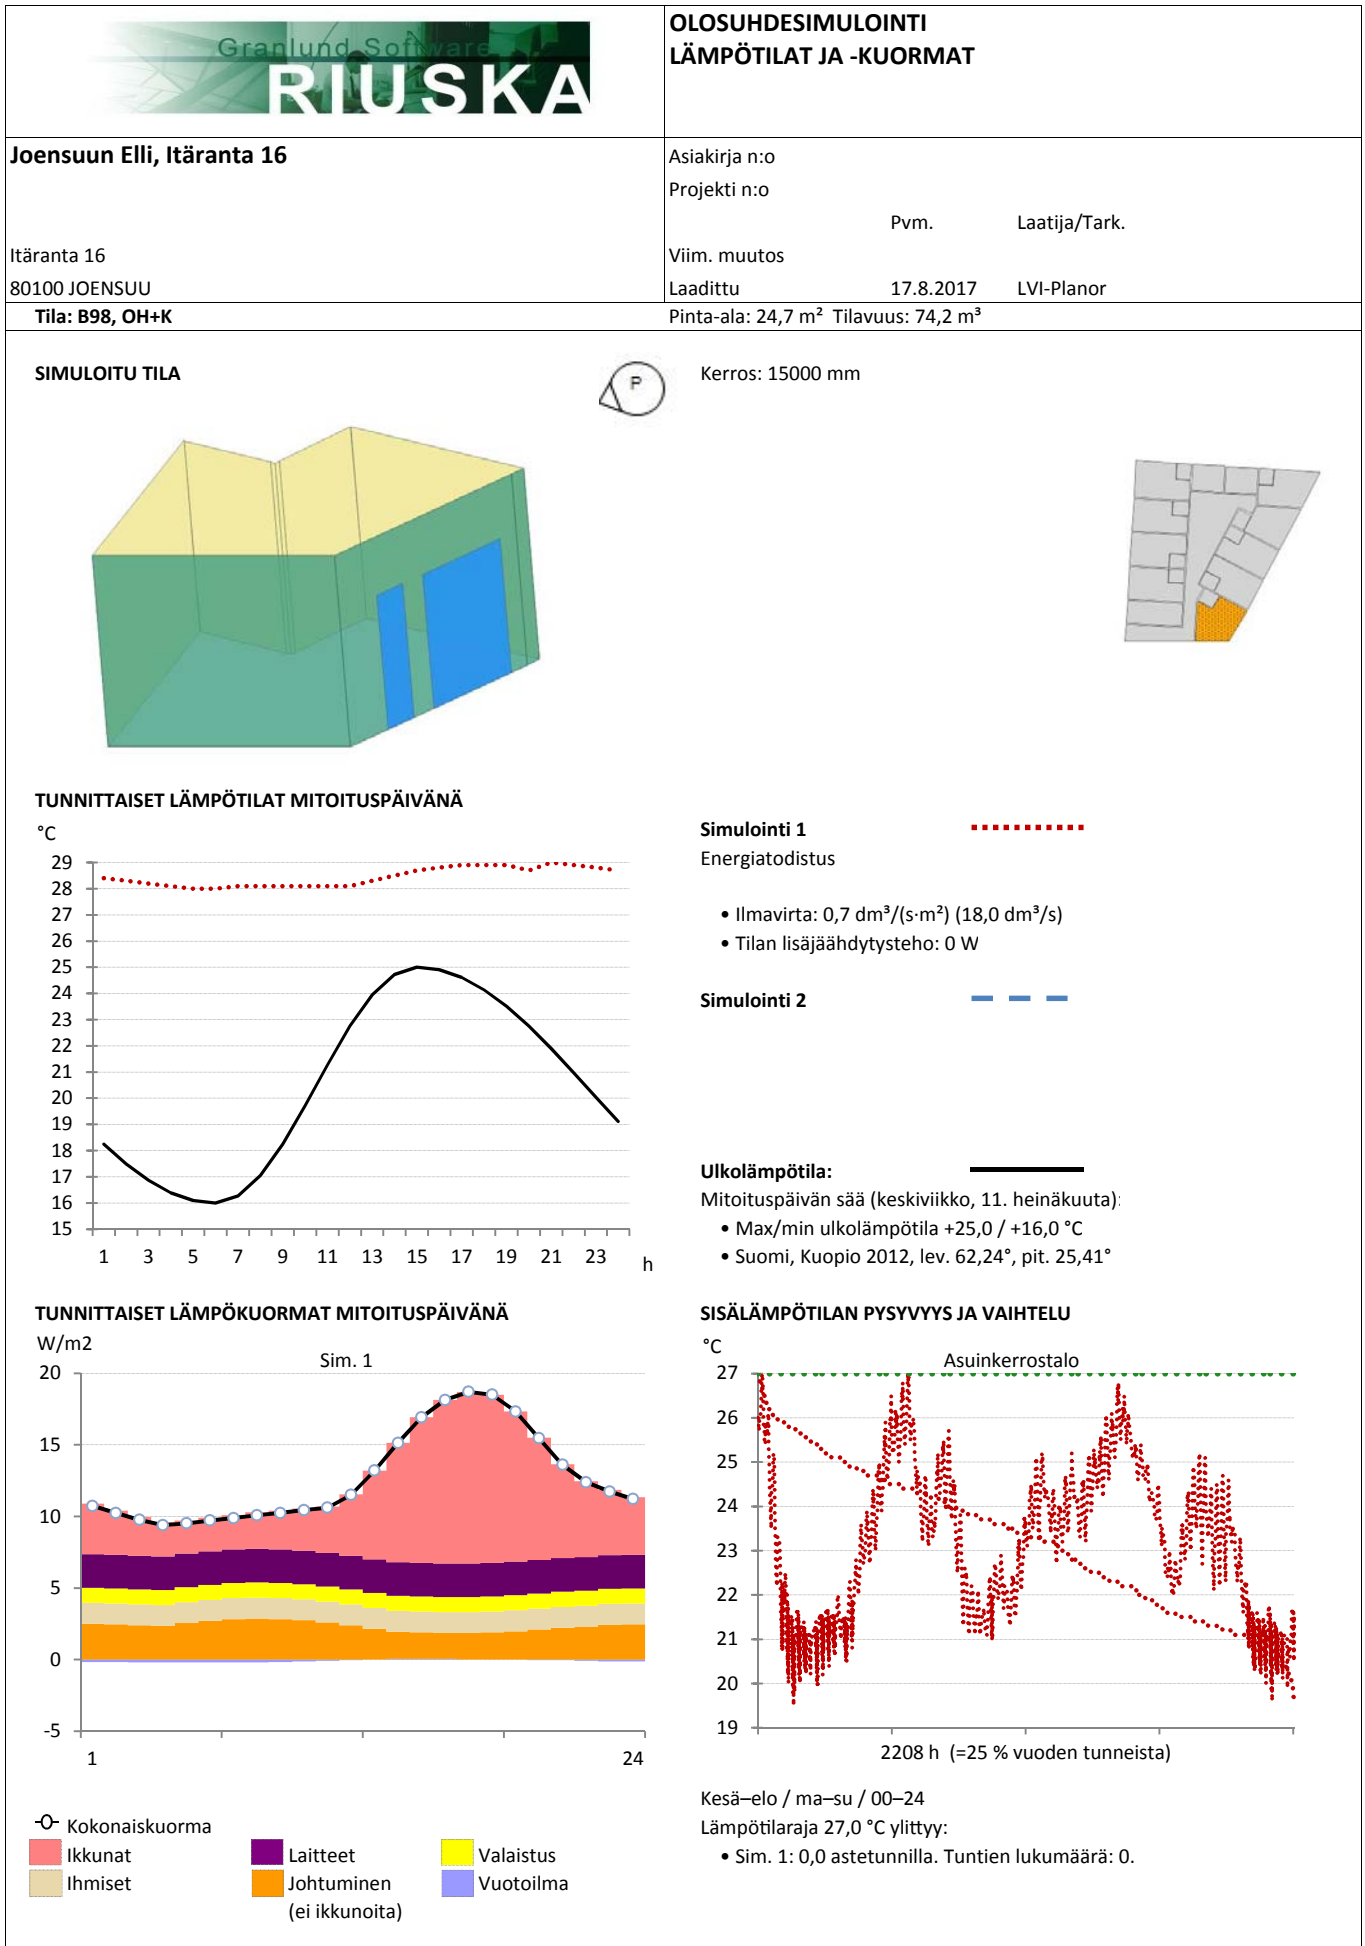 Granlund Software
RIUSKA
OLOSUHDESIMULOINTI
LÄMPÖTILAT JA -KUORMAT
Joensuun Elli, Itäranta 16
Asiakirja n:o
Projekti n:o
Pvm. Laatija/Tark.
Itäranta 16
Viim. muutos
80100 JOENSUU
Laadittu 17.8.2017 LVI-Planor
Tila: B98, OH+K
Pinta-ala: 24,7 m² Tilavuus: 74,2 m³
SIMULOITU TILA
P
Kerros: 15000 mm
TUNNITTAISET LÄMPÖTILAT MITOITUSPÄIVÄNÄ
°C
29
28
27
26
25
24
23
22
21
20
19
18
17
16
15
1 3 5 7 9 11 13 15 17 19 21 23 h
Simulointi 1
Energiatodistus
• Ilmavirta: 0,7 dm³/(s·m²) (18,0 dm³/s)
• Tilan lisäjäähdytysteho: 0 W
Simulointi 2
Ulkolämpötila:
Mitoituspäivän sää (keskiviikko, 11. heinäkuuta):
• Max/min ulkolämpötila +25,0 / +16,0 °C
• Suomi, Kuopio 2012, lev. 62,24°, pit. 25,41°
TUNNITTAISET LÄMPÖKUORMAT MITOITUSPÄIVÄNÄ
W/m2
Sim. 1
20
15
10
5
0
-5
1 24
Kokonaiskuorma
Ikkunat Laitteet Valaistus
Ihmiset Johtuminen Vuotoilma
(ei ikkunoita)
SISÄLÄMPÖTILAN PYSYVYYS JA VAIHTELU
°C
Asuinkerrostalo
27
26
25
24
23
22
21
20
19
2208 h (=25 % vuoden tunneista)
Kesä–elo / ma–su / 00–24
Lämpötilaraja 27,0 °C ylittyy:
• Sim. 1: 0,0 astetunnilla. Tuntien lukumäärä: 0.